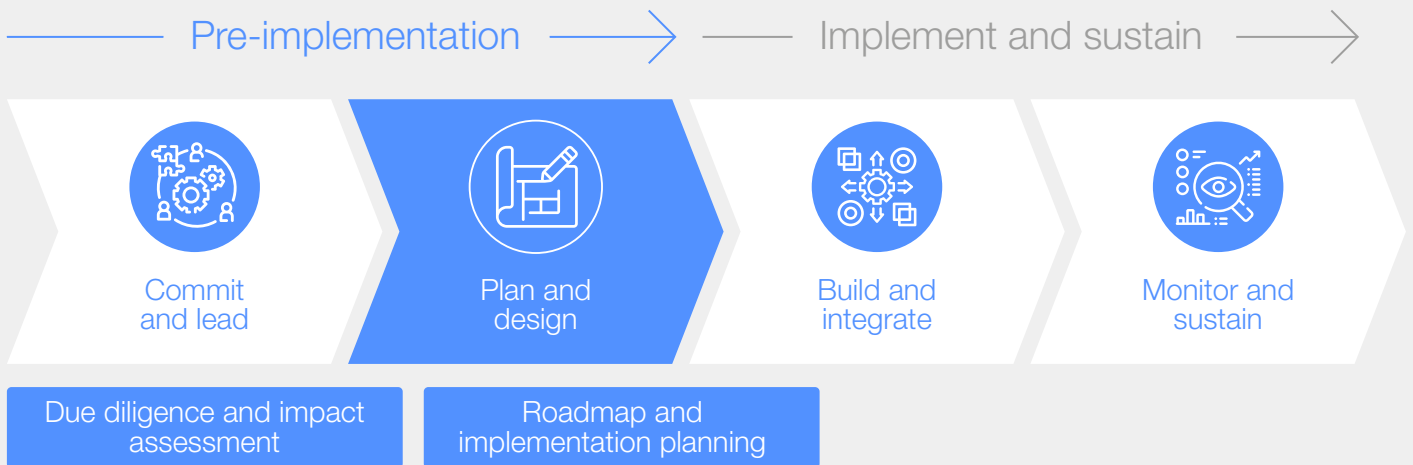 Pre-implementation
Implement and sustain
Commit
and lead
Plan and
design
Build and
integrate
Monitor and
sustain
Due diligence and impact
assessment
Roadmap and
implementation planning